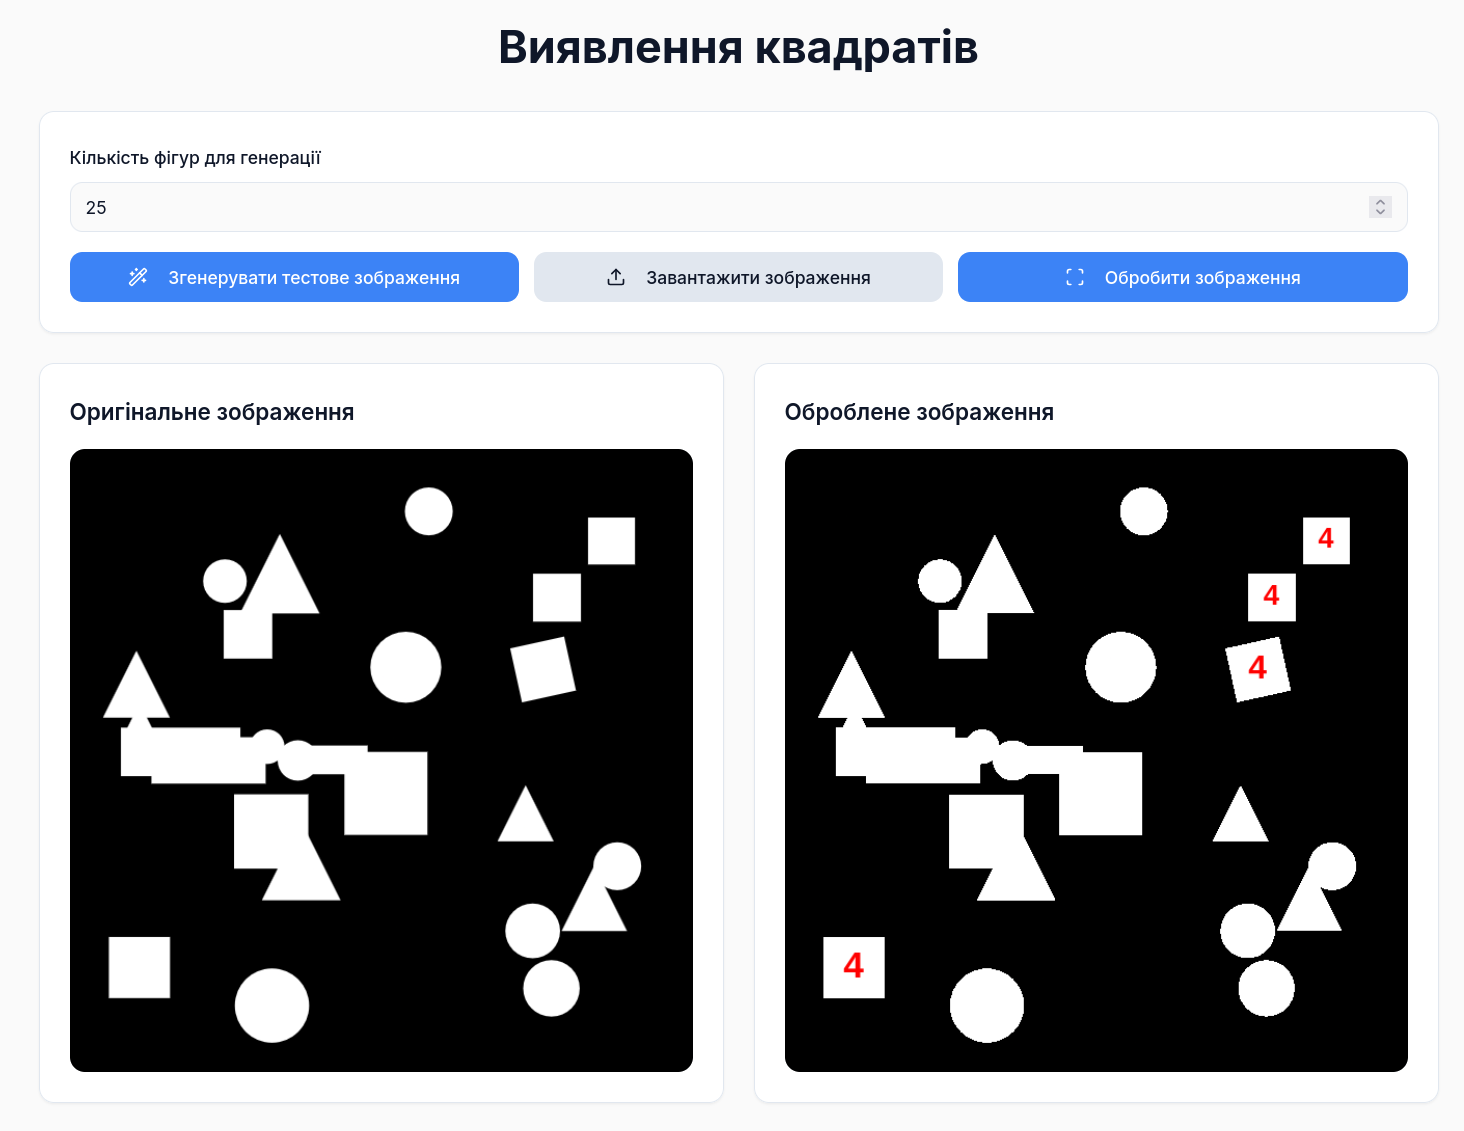 Виявлення квадратів
Кількість фігур для генерації
25
Згенерувати тестове зображення
Завантажити зображення
Обробити зображення
Оригінальне зображення
Оброблене зображення
4
4
4
4